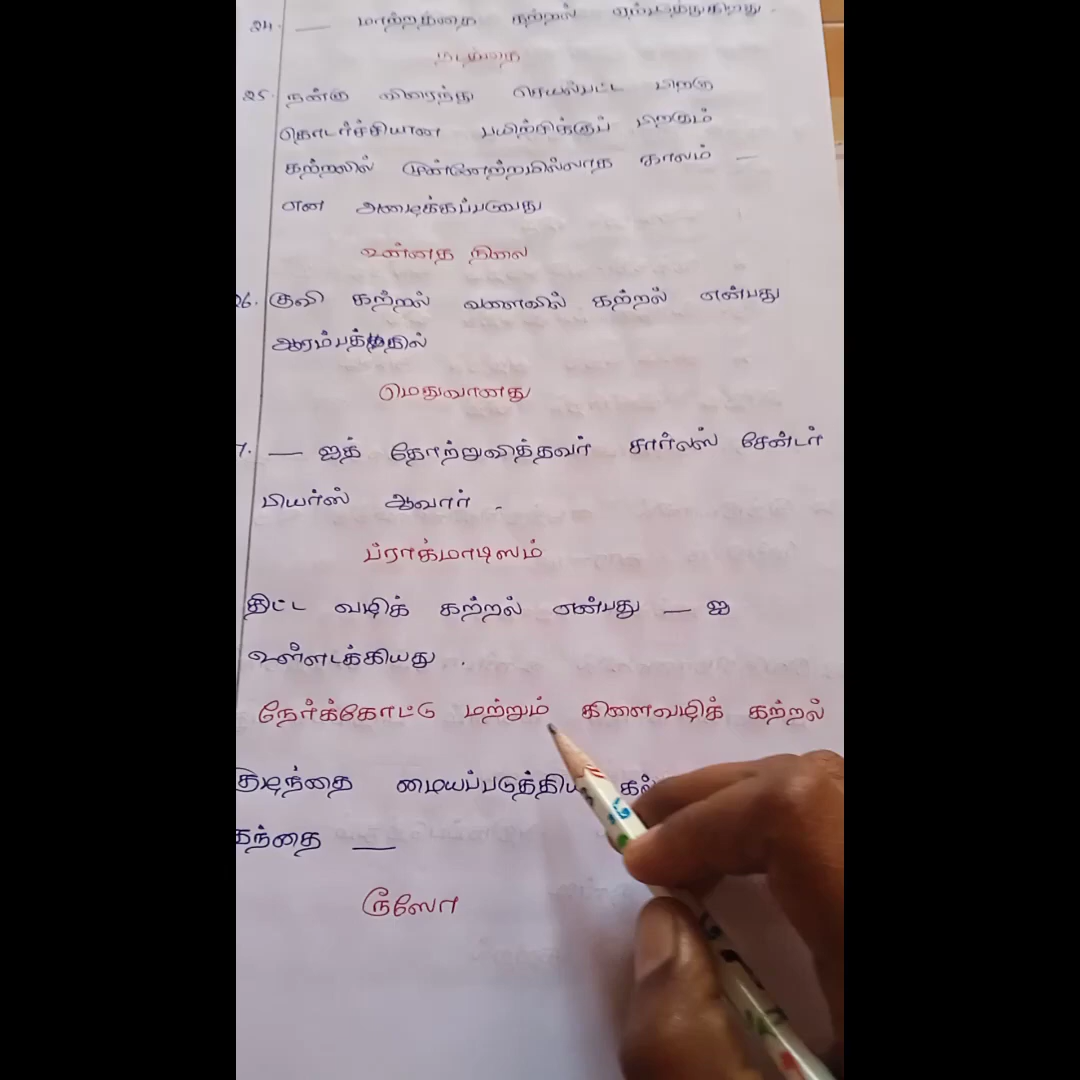 24. — மாற்றத்தை கற்றல் ஏற்படுத்துகிறது.
நடத்தை
25. நன்கு விரைந்து செயல்பட்ட பிறகு
தொடர்ச்சியான பயிற்சிக்குப் பிறகும்
கற்றலில் முன்னேற்றமில்லாத காலம் —
என அழைக்கப்படுவது
உன்னத நிலை
26. குவி கற்றல் வளைவில் கற்றல் என்பது
ஆரம்பத்தில்
மெதுவானது
7. — ஐத் தோற்றுவித்தவர் சார்லஸ் சேன்டர்
பியர்ஸ் ஆவார்.
ப்ராக்மாடிஸம்
திட்ட வழிக் கற்றல் என்பது — ஐ
உள்ளடக்கியது.
நேர்க்கோட்டு மற்றும் கிளைவழிக் கற்றல்
குழந்தை மையப்படுத்திய
தந்தை —
ரூஸோ